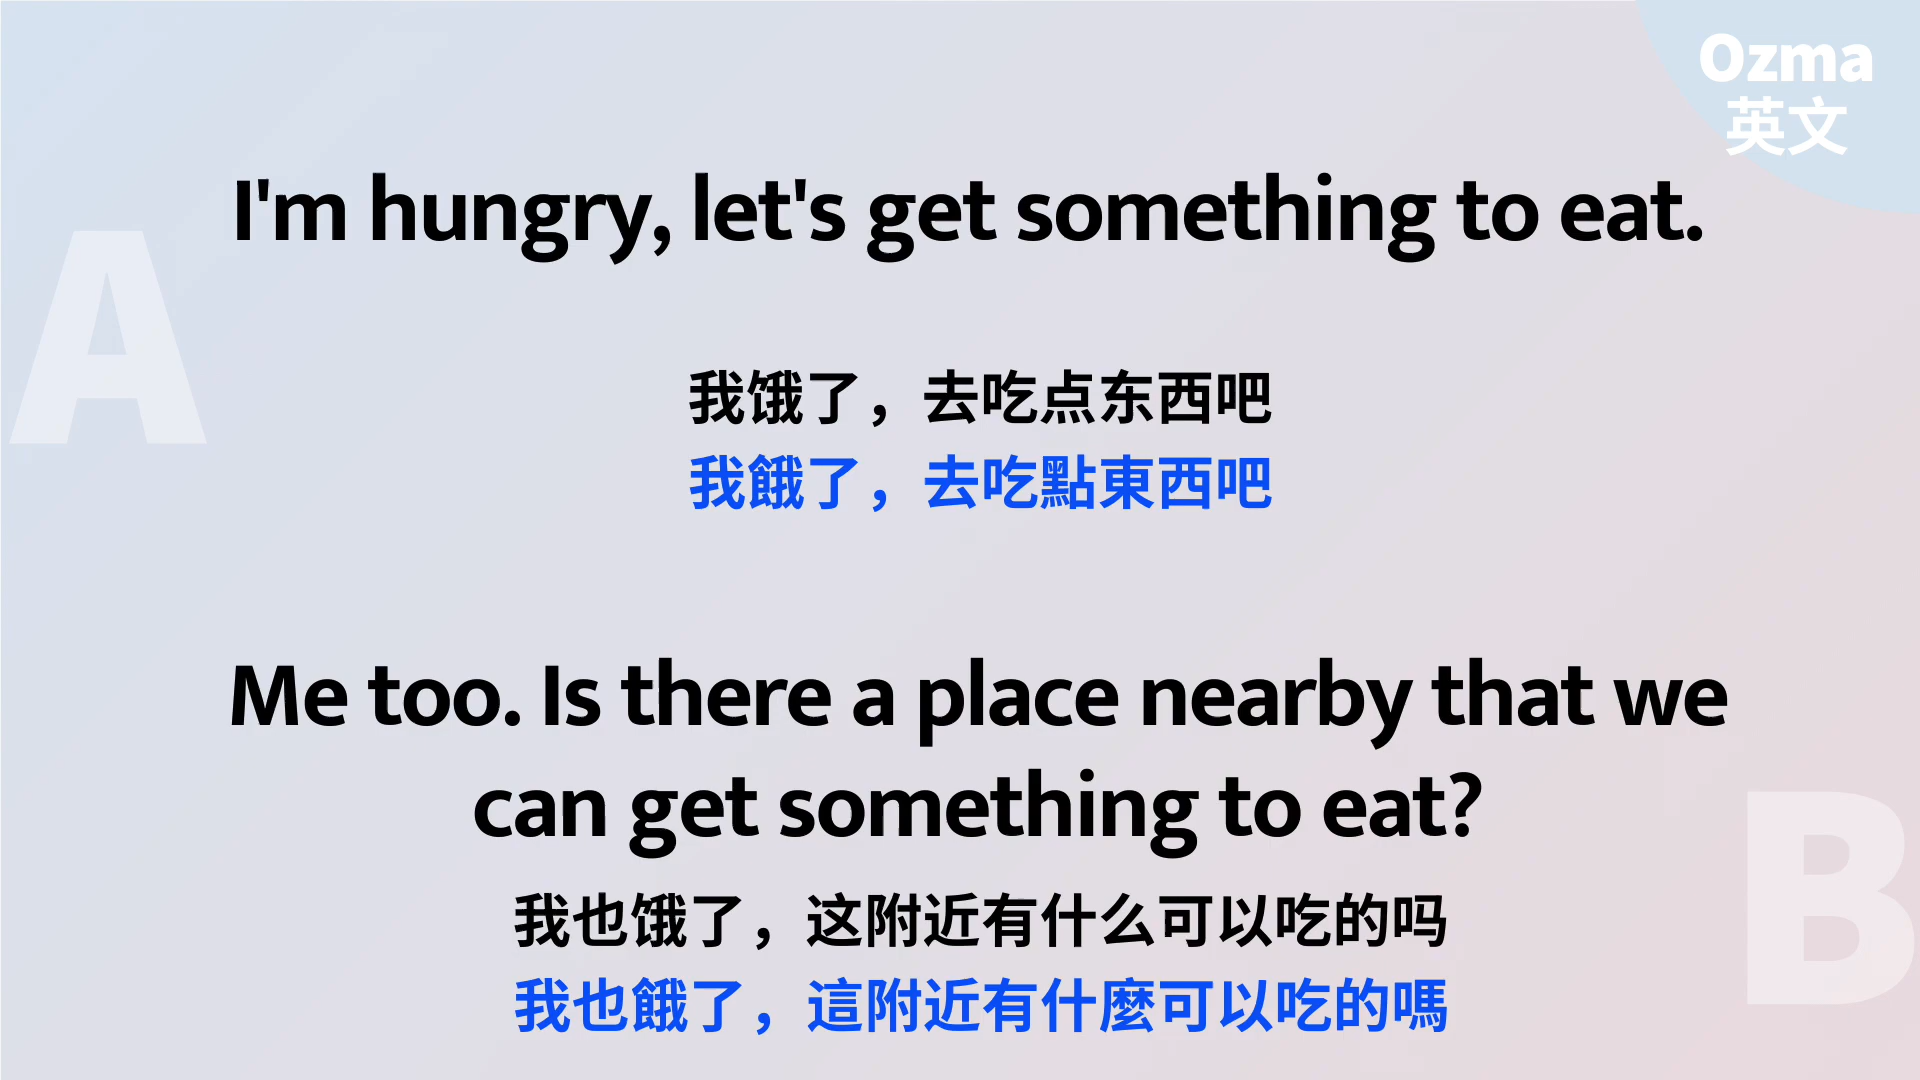 Ozma
英文
A
I'm hungry, let's get something to eat.
我饿了，去吃点东西吧
我餓了，去吃點東西吧
B
Me too. Is there a place nearby that we
can get something to eat?
我也饿了，这附近有什么可以吃的吗
我也餓了，這附近有什麼可以吃的嗎